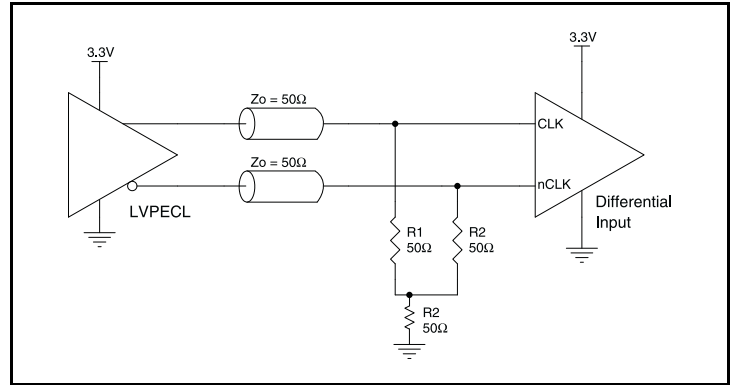 3.3V
3.3V
Zo = 50Ω
CLK
Zo = 50Ω
nCLK
LVPECL
Differential
Input
R1
50Ω
R2
50Ω
R2
50Ω